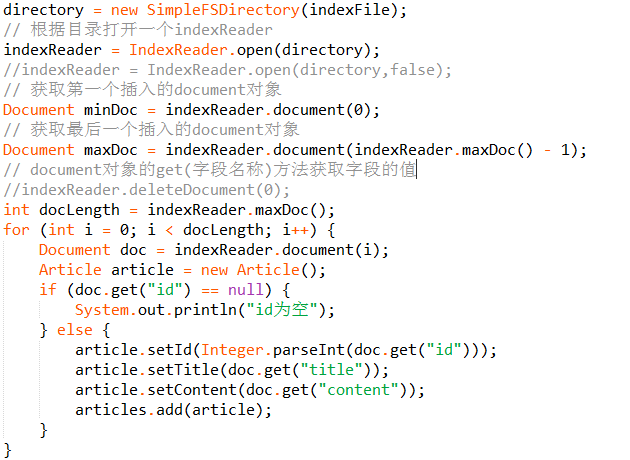 directory = new SimpleFSDirectory(indexFile);
// 根据目录打开一个indexReader
indexReader = IndexReader.open(directory);
//indexReader = IndexReader.open(directory,false);
// 获取第一个插入的document对象
Document minDoc = indexReader.document(0);
// 获取最后一个插入的document对象
Document maxDoc = indexReader.document(indexReader.maxDoc() - 1);
// document对象的get(字段名称)方法获取字段的值
//indexReader.deleteDocument(0);
int docLength = indexReader.maxDoc();
for (int i = 0; i < docLength; i++) {
    Document doc = indexReader.document(i);
    Article article = new Article();
    if (doc.get("id") == null) {
        System.out.println("id为空");
    } else {
        article.setId(Integer.parseInt(doc.get("id")));
        article.setTitle(doc.get("title"));
        article.setContent(doc.get("content"));
        articles.add(article);
    }
}